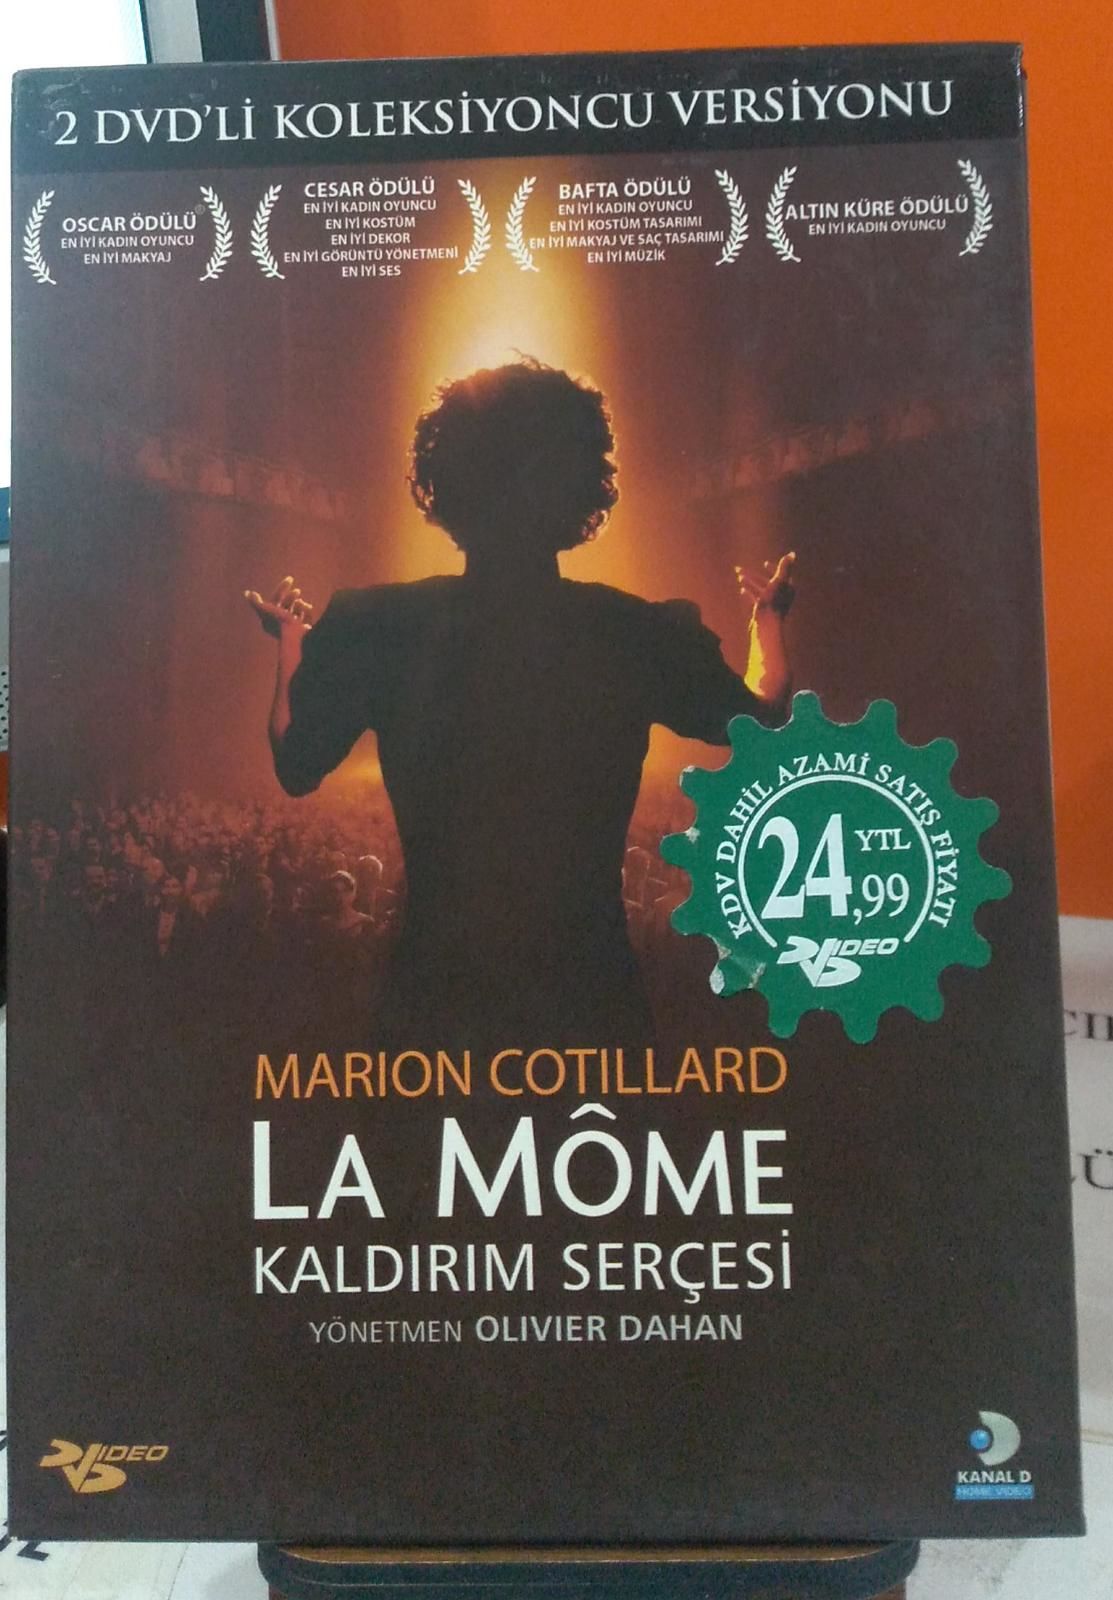 2 DVD'Lİ KOLEKSİYONCU VERSİYONU
OSCAR ÖDÜLÜ®
EN İYİ KADIN OYUNCU
EN İYİ MAKYAJ
CESAR ÖDÜLÜ
EN İYİ KADIN OYUNCU
EN İYİ KOSTÜM
EN İYİ DEKOR
EN İYİ GÖRÜNTÜ YÖNETMENİ
EN İYİ SES
BAFTA ÖDÜLÜ
EN İYİ KADIN OYUNCU
EN İYİ KOSTÜM TASARIMI
EN İYİ MAKYAJ VE SAÇ TASARIMI
EN İYİ MÜZİK
ALTIN KÜRE ÖDÜLÜ
EN İYİ KADIN OYUNCU
KDV DAHİL AZAMİ SATIŞ FİYATI
24,99 YTL
VIDEO
MARION COTILLARD
LA MÔME
KALDIRIM SERÇESİ
YÖNETMEN OLIVIER DAHAN
VIDEO
KANAL D
HOME VIDEO